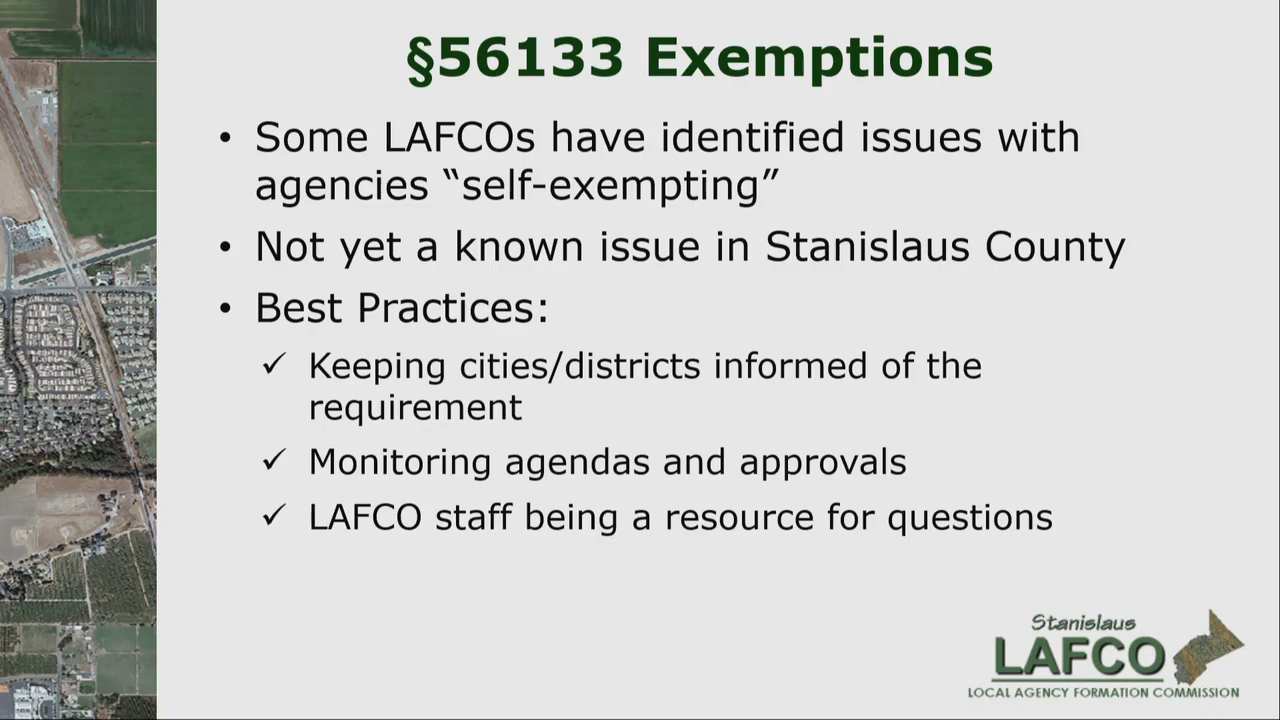 §56133 Exemptions
• Some LAFCOs have identified issues with
agencies “self-exempting”
• Not yet a known issue in Stanislaus County
• Best Practices:
✓ Keeping cities/districts informed of the
requirement
✓ Monitoring agendas and approvals
✓ LAFCO staff being a resource for questions
Stanislaus
LAFCO
LOCAL AGENCY FORMATION COMMISSION